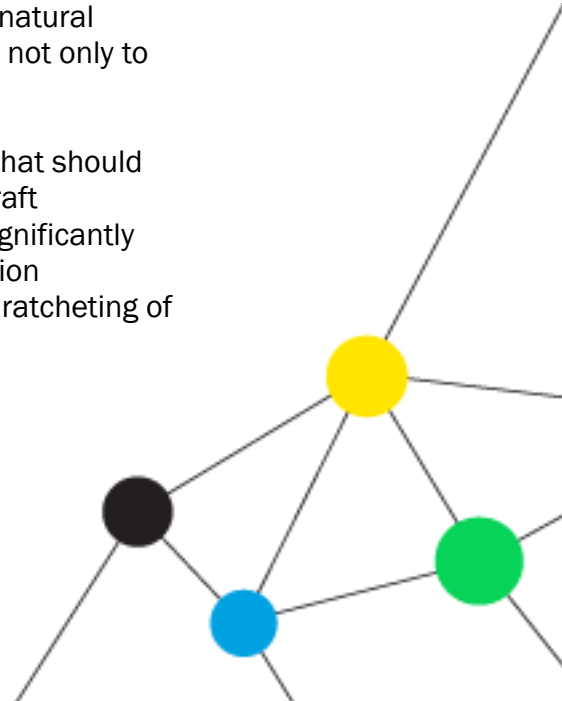 natural
not only to
hat should
raft
gnificantly
ion
ratcheting of